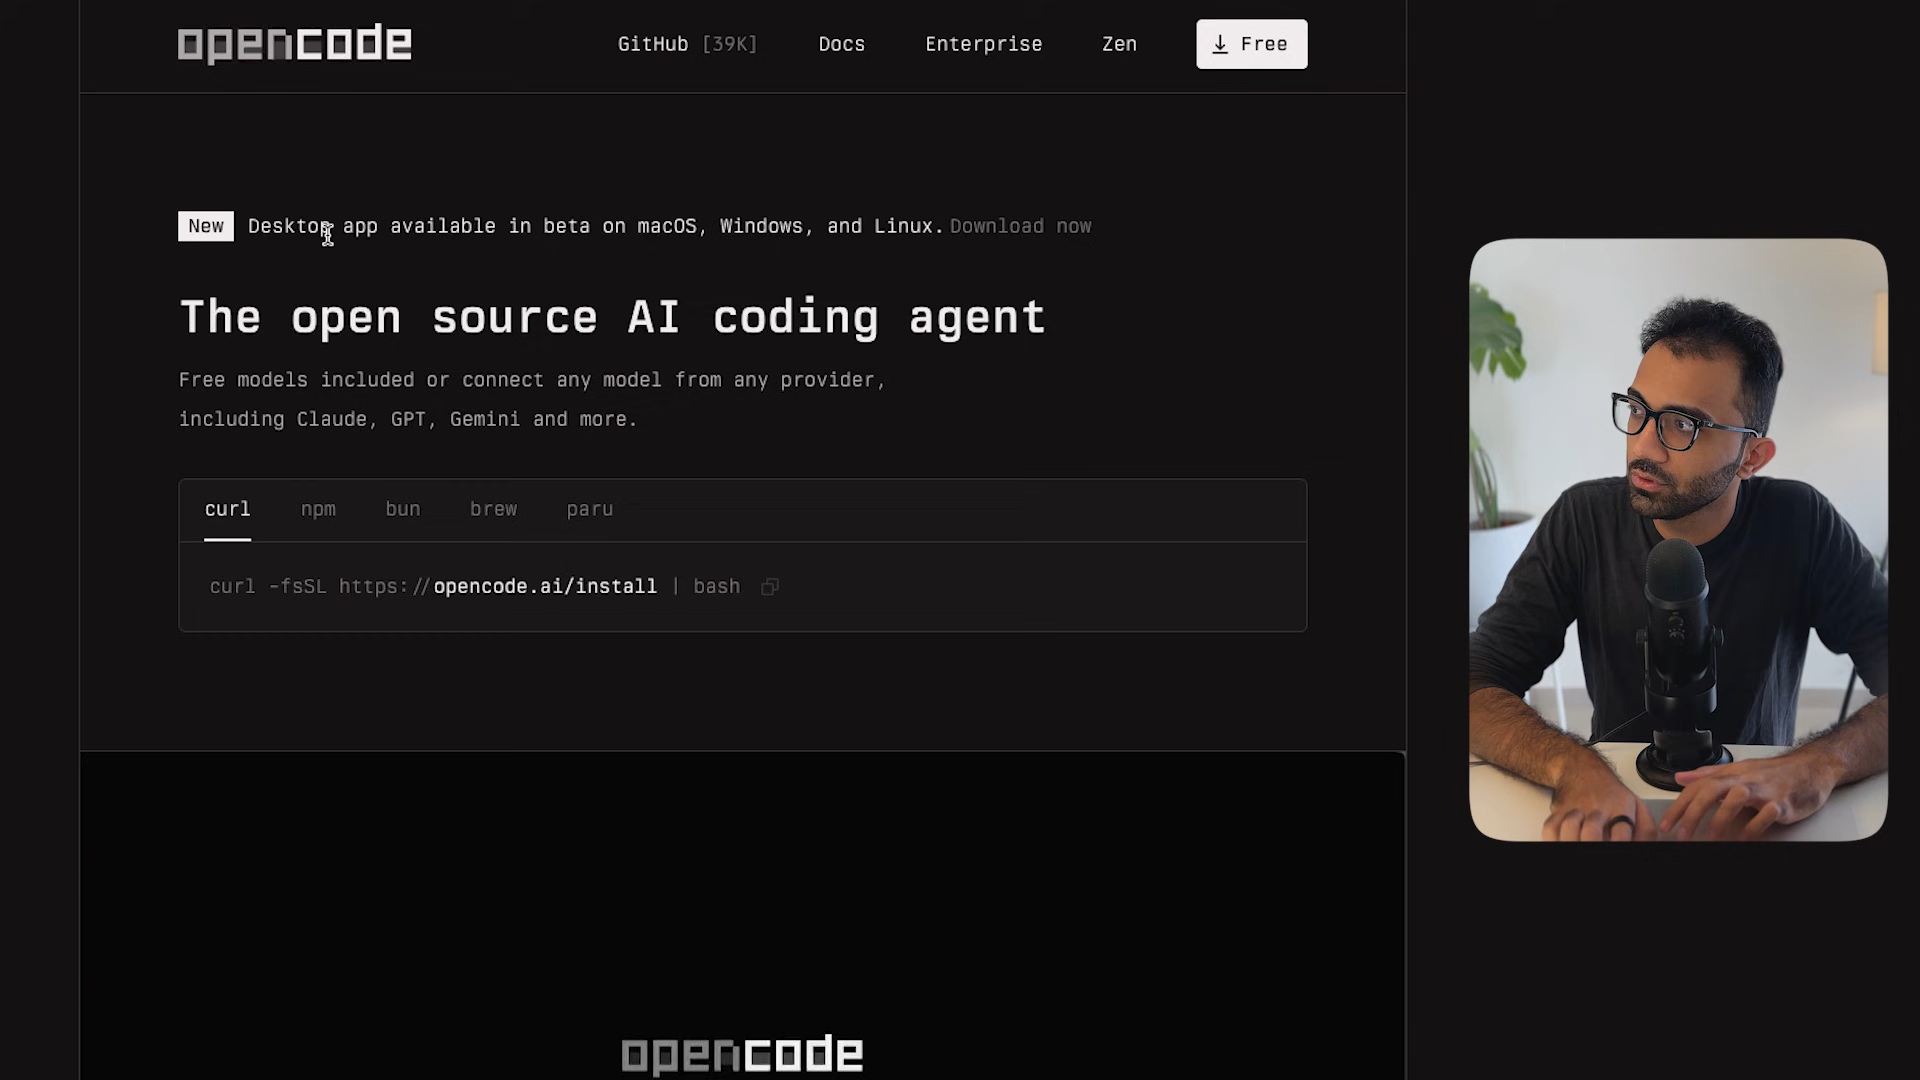 opencode
GitHub [39K]
Docs
Enterprise
Zen
Free
New
Desktop app available in beta on macOS, Windows, and Linux. Download now
The open source AI coding agent
Free models included or connect any model from any provider,
including Claude, GPT, Gemini and more.
curl
npm
bun
brew
paru
curl -fsSL https://opencode.ai/install | bash
opencode